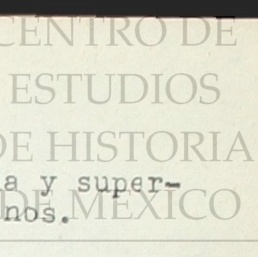 CENTRO DE
ESTUDIOS
DE HISTORIA
a y super-
DE MÉXICO
nos.